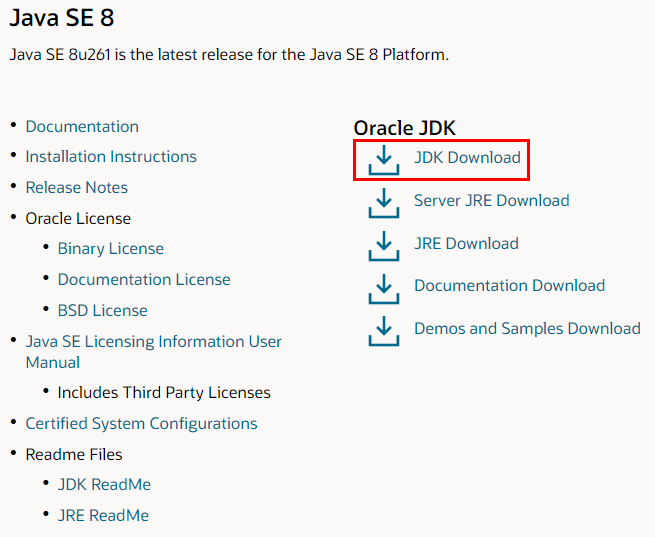 Java SE 8
Java SE 8u261 is the latest release for the Java SE 8 Platform.
Documentation
Installation Instructions
Release Notes
Oracle License
Binary License
Documentation License
BSD License
Java SE Licensing Information User
Manual
Includes Third Party Licenses
Certified System Configurations
Readme Files
JDK ReadMe
JRE ReadMe
Oracle JDK
JDK Download
Server JRE Download
JRE Download
Documentation Download
Demos and Samples Download